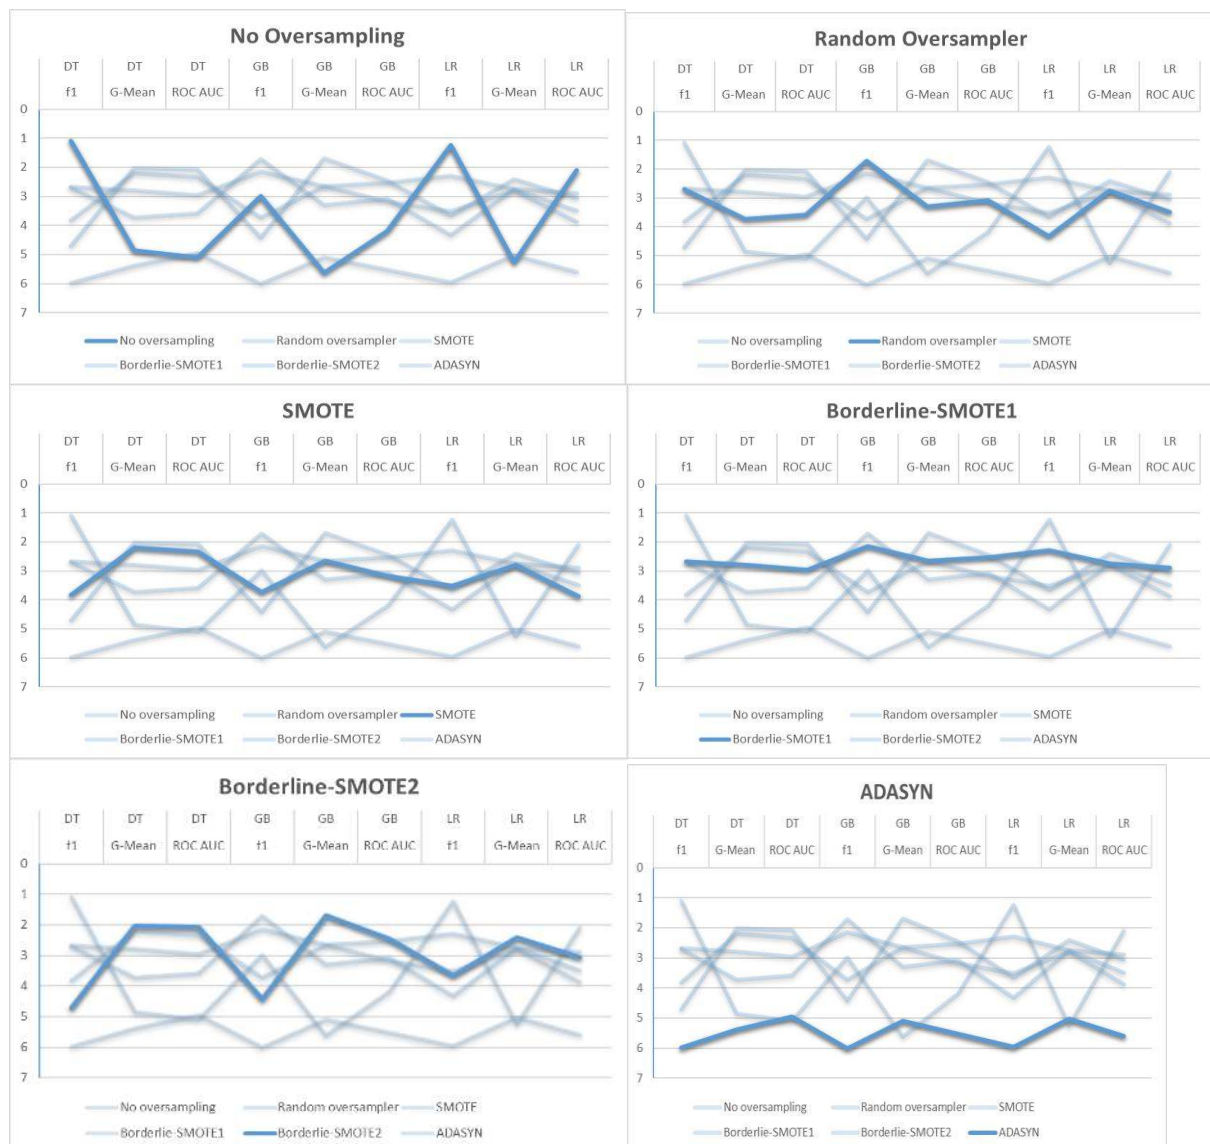 No Oversampling
DT DT DT GB GB GB LR LR LR
f1 G-Mean ROC AUC f1 G-Mean ROC AUC f1 G-Mean ROC AUC
0
1
2
3
4
5
6
7
No oversampling Random oversampler SMOTE
Borderlie-SMOTE1 Borderlie-SMOTE2 ADASYN
Random Oversampler
DT DT DT GB GB GB LR LR LR
f1 G-Mean ROC AUC f1 G-Mean ROC AUC f1 G-Mean ROC AUC
0
1
2
3
4
5
6
7
No oversampling Random oversampler SMOTE
Borderlie-SMOTE1 Borderlie-SMOTE2 ADASYN
SMOTE
DT DT DT GB GB GB LR LR LR
f1 G-Mean ROC AUC f1 G-Mean ROC AUC f1 G-Mean ROC AUC
0
1
2
3
4
5
6
7
No oversampling Random oversampler SMOTE
Borderlie-SMOTE1 Borderlie-SMOTE2 ADASYN
Borderline-SMOTE1
DT DT DT GB GB GB LR LR LR
f1 G-Mean ROC AUC f1 G-Mean ROC AUC f1 G-Mean ROC AUC
0
1
2
3
4
5
6
7
No oversampling Random oversampler SMOTE
Borderlie-SMOTE1 Borderlie-SMOTE2 ADASYN
Borderline-SMOTE2
DT DT DT GB GB GB LR LR LR
f1 G-Mean ROC AUC f1 G-Mean ROC AUC f1 G-Mean ROC AUC
0
1
2
3
4
5
6
7
No oversampling Random oversampler SMOTE
Borderlie-SMOTE1 Borderlie-SMOTE2 ADASYN
ADASYN
DT DT DT GB GB GB LR LR LR
f1 G-Mean ROC AUC f1 G-Mean ROC AUC f1 G-Mean ROC AUC
0
1
2
3
4
5
6
7
No oversampling Random oversampler SMOTE
Borderlie-SMOTE1 Borderlie-SMOTE2 ADASYN